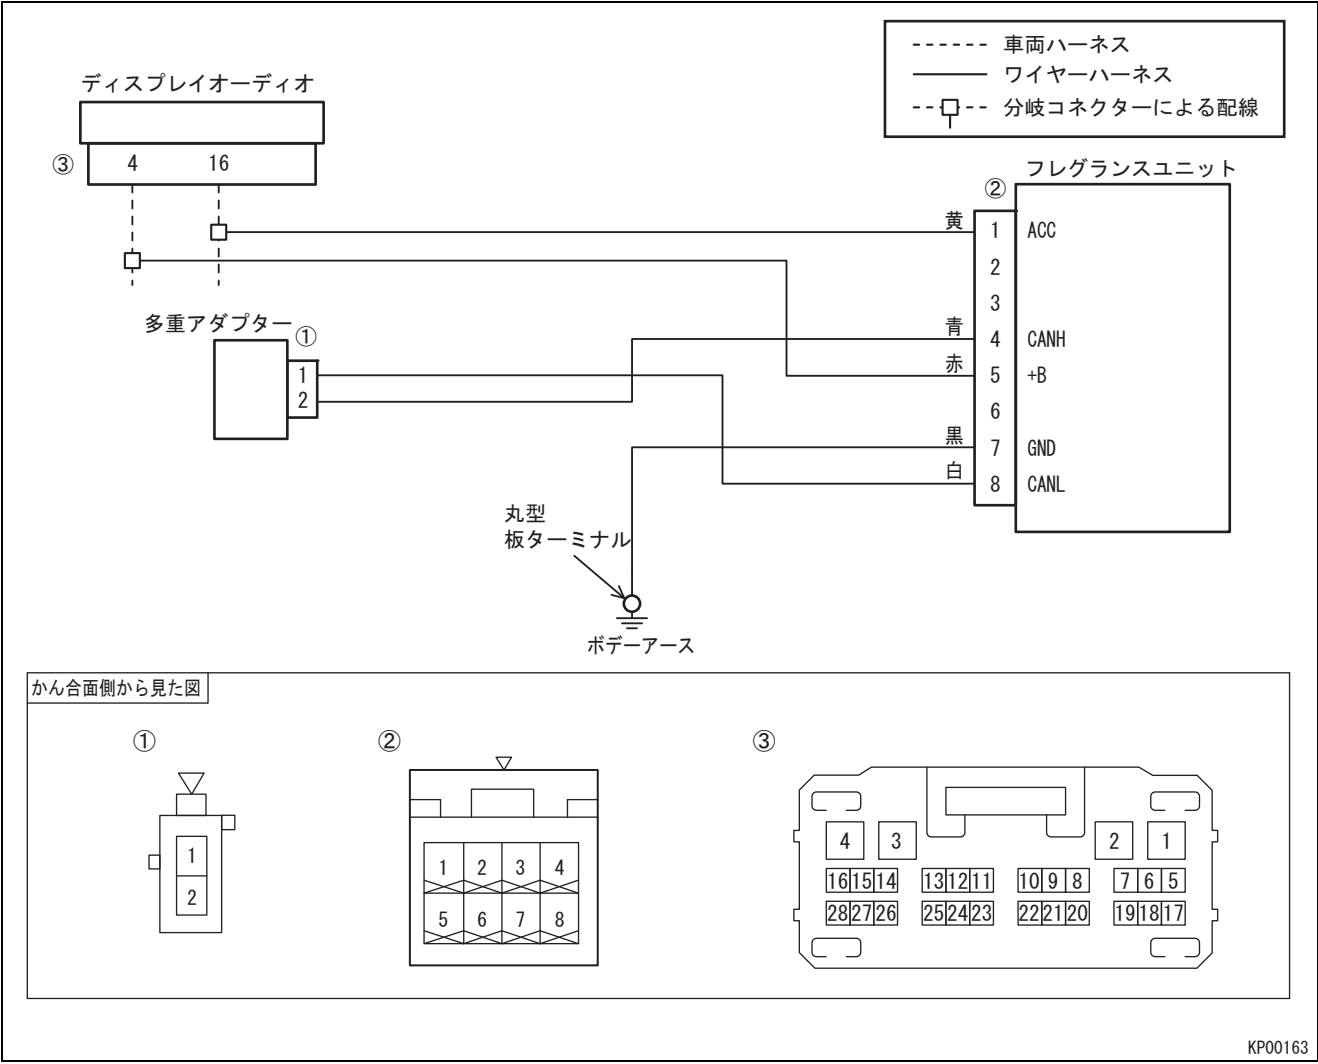 車両ハーネス
ワイヤーハーネス
分岐コネクターによる配線
ディスプレイオーディオ
③ 4 16
フレグランスユニット
②
黄 1 ACC
2
3
青 4 CANH
赤 5 +B
6
黒 7 GND
白 8 CANL
多重アダプター ①
1
2
丸型
板ターミナル
ボデーアース
かん合面側から見た図
①
1
2
②
1 2 3 4
5 6 7 8
③
4 3 2 1
16 15 14 13 12 11 10 9 8 7 6 5
28 27 26 25 24 23 22 21 20 19 18 17
KP00163